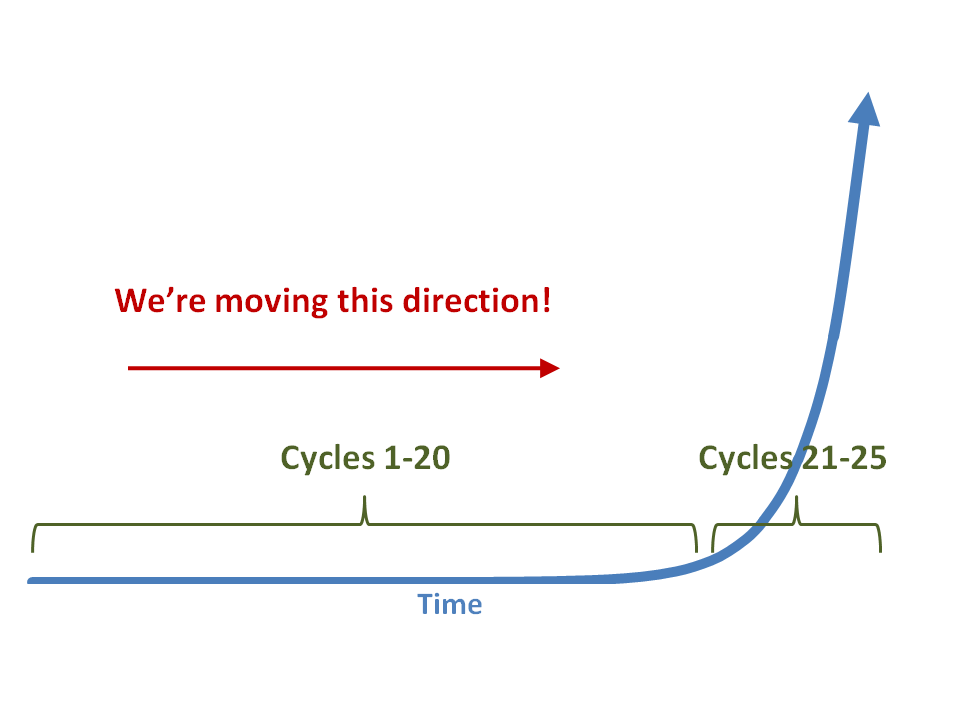 We’re moving this direction!
Cycles 1-20
Cycles 21-25
Time